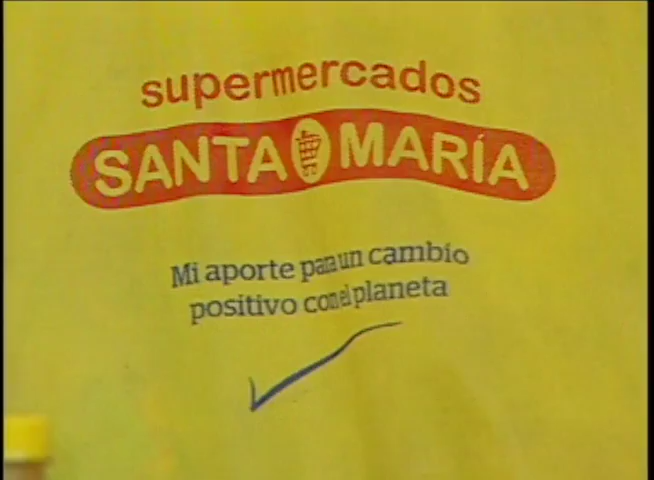 supermercados
SANTA MARÍA
Mi aporte para un cambio
positivo con el planeta